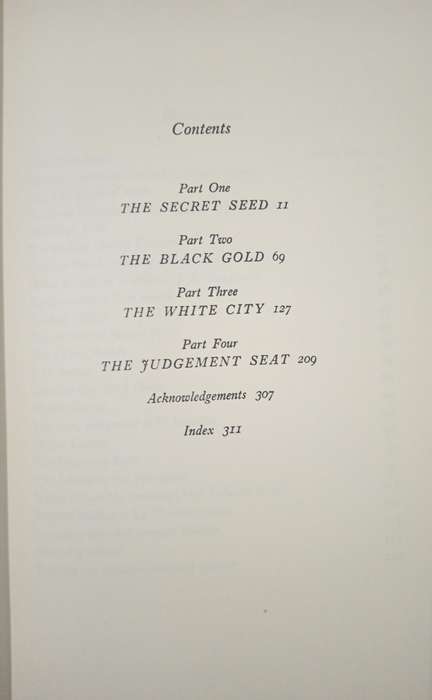 Contents
Part One
THE SECRET SEED 11
Part Two
THE BLACK GOLD 69
Part Three
THE WHITE CITY 127
Part Four
THE JUDGEMENT SEAT 209
Acknowledgements 307
Index 311